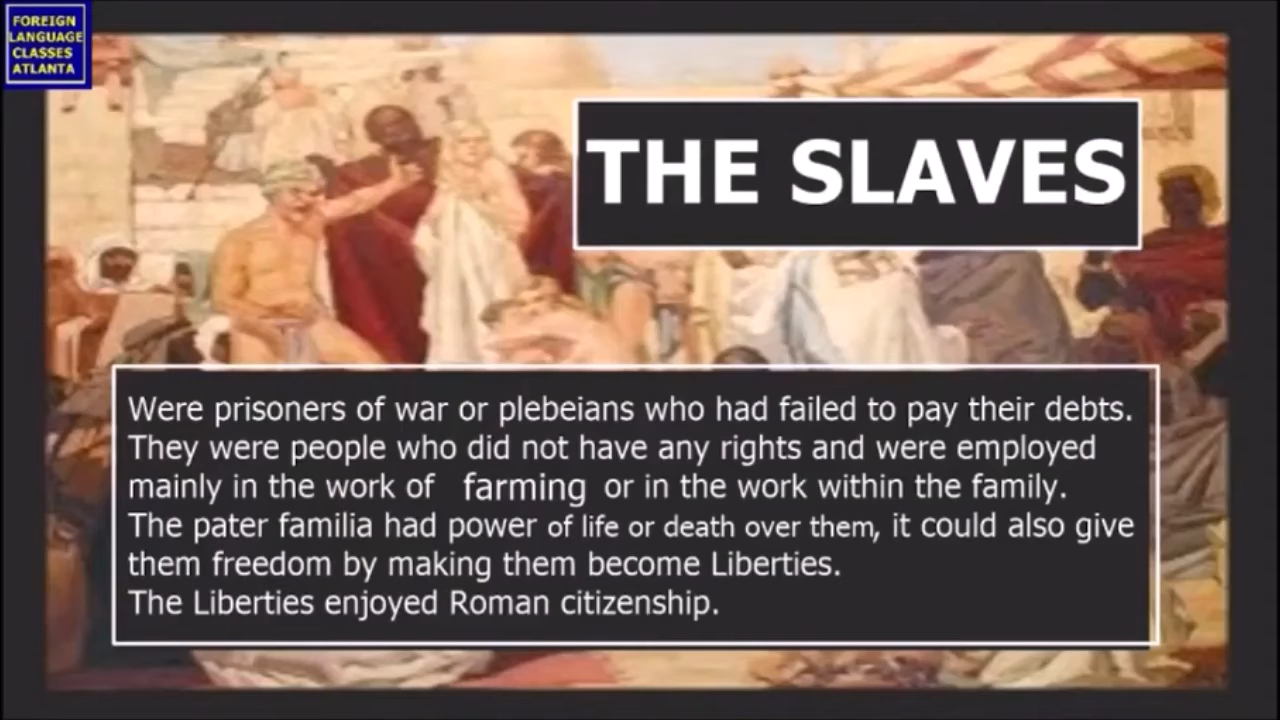 FOREIGN
LANGUAGE
CLASSES
ATLANTA
THE SLAVES
Were prisoners of war or plebeians who had failed to pay their debts.
They were people who did not have any rights and were employed
mainly in the work of farming or in the work within the family.
The pater familia had power of life or death over them, it could also give
them freedom by making them become Liberties.
The Liberties enjoyed Roman citizenship.